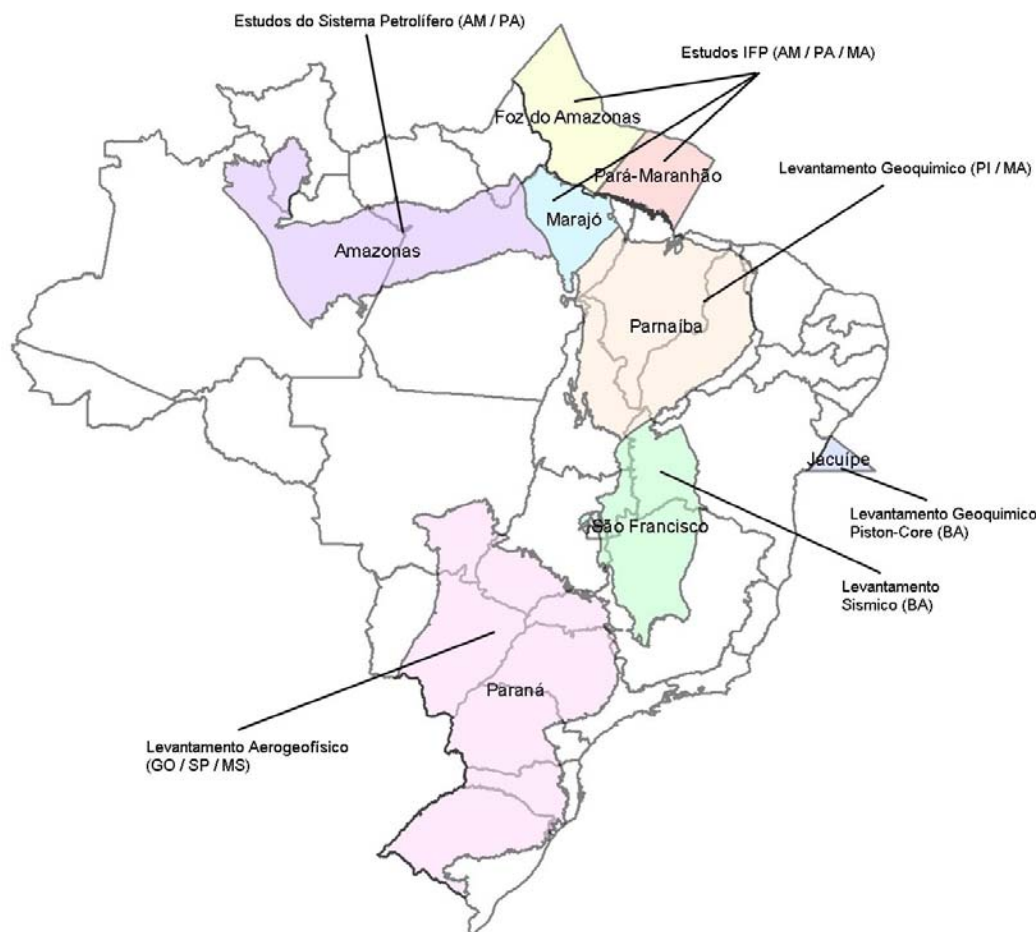 Estudos do Sistema Petrolífero (AM / PA)
Estudos IFP (AM / PA / MA)
Foz do Amazonas
Pará-Maranhão
Levantamento Geoquímico (PI / MA)
Marajó
Amazonas
Parnaíba
Jacuípe
Levantamento Geoquímico
Piston-Core (BA)
São Francisco
Levantamento
Sismico (BA)
Paraná
Levantamento Aerogeofísico
(GO / SP / MS)